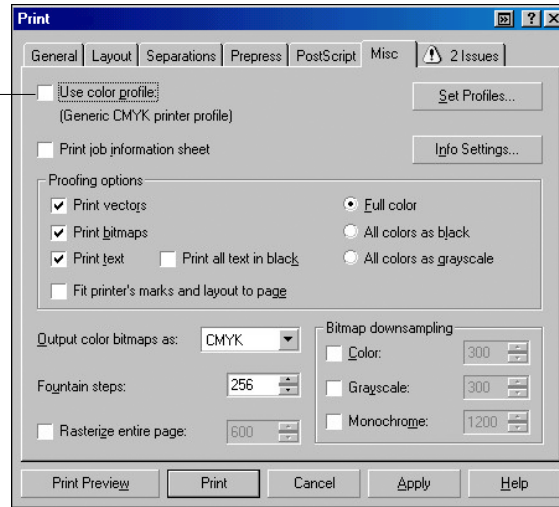 Print
General Layout Separations Prepress PostScript Misc 2 Issues
Use color profile:
(Generic CMYK printer profile)
Set Profiles...
Print job information sheet
Info Settings...
Proofing options
Print vectors
Full color
Print bitmaps
All colors as black
Print text Print all text in black
All colors as grayscale
Fit printer's marks and layout to page
Output color bitmaps as: CMYK
Bitmap downsampling
Color: 300
Fountain steps: 256
Grayscale: 300
Rasterize entire page: 600
Monochrome: 1200
Print Preview Print Cancel Apply Help